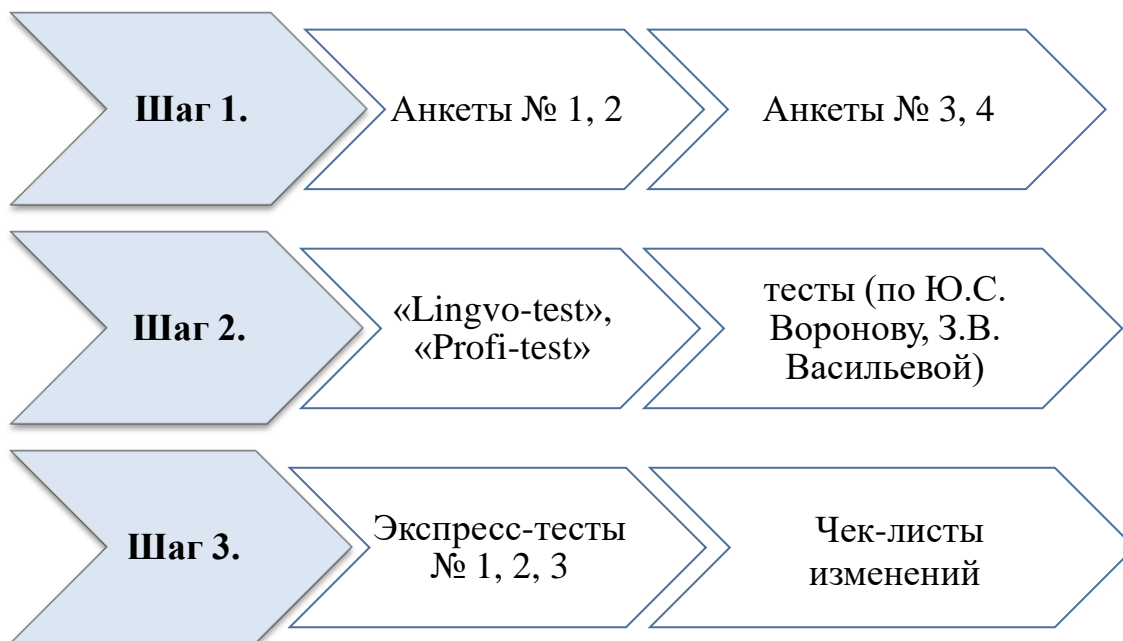 Шаг 1.
Анкеты № 1, 2
Анкеты № 3, 4
Шаг 2.
«Lingvo-test»,
«Profi-test»
тесты (по Ю.С.
Воронову, З.В.
Васильевой)
Шаг 3.
Экспресс-тесты
№ 1, 2, 3
Чек-листы
изменений